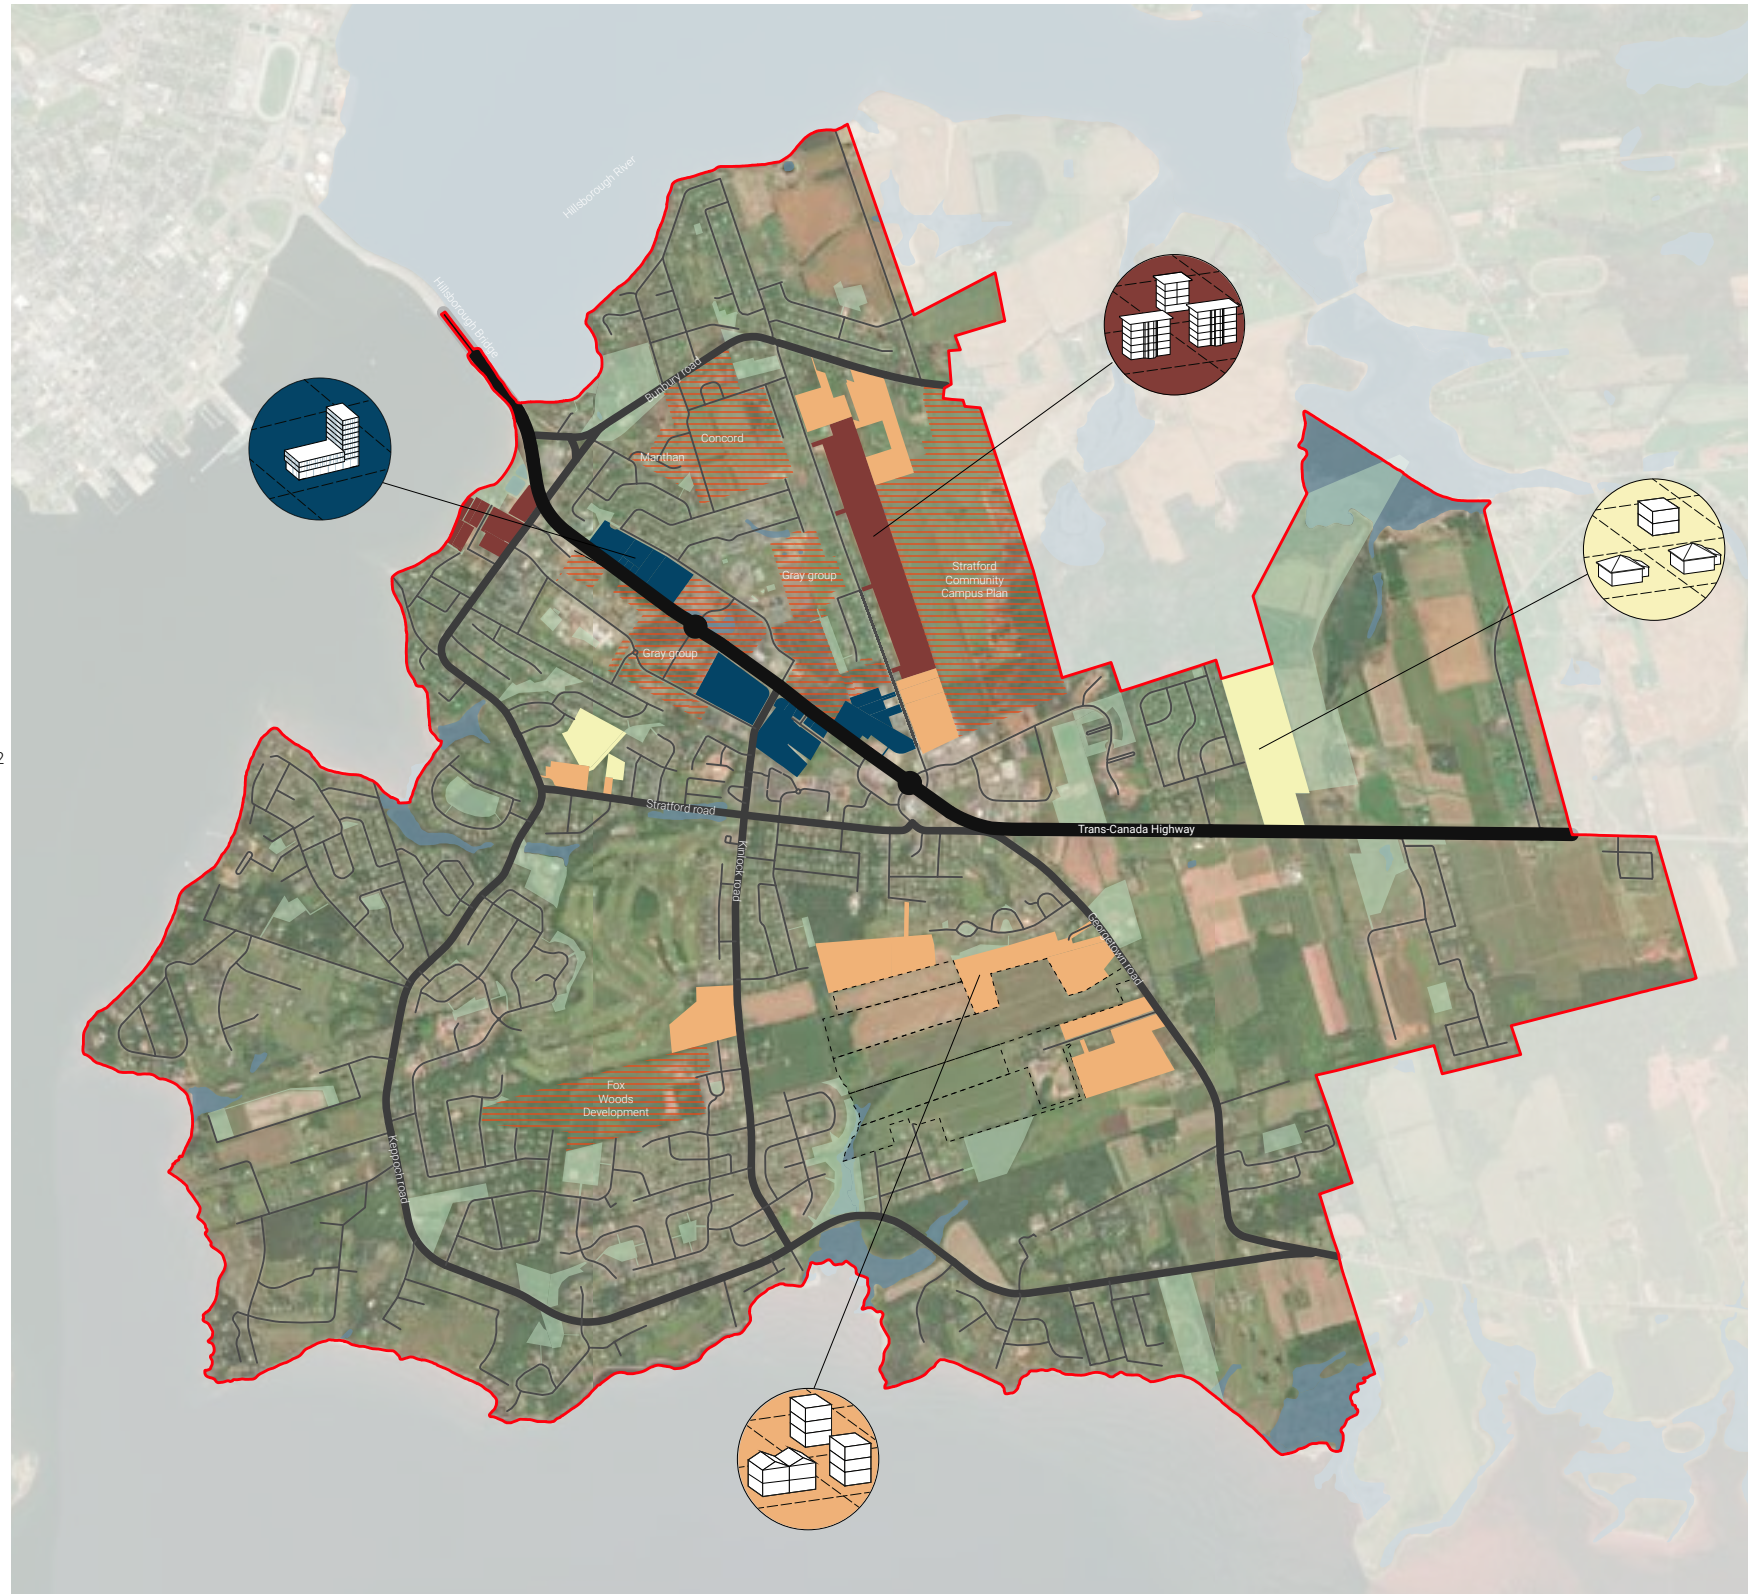 Hillsborough River
Hillsborough Bridge
Bunbury road
Concord
Manthan
Gray group
Stratford
Community
Campus Plan
Gray group
2
Stratford road
Trans-Canada Highway
Kinlock road
Georgetown road
Fox
Woods
Development
Keppoch road